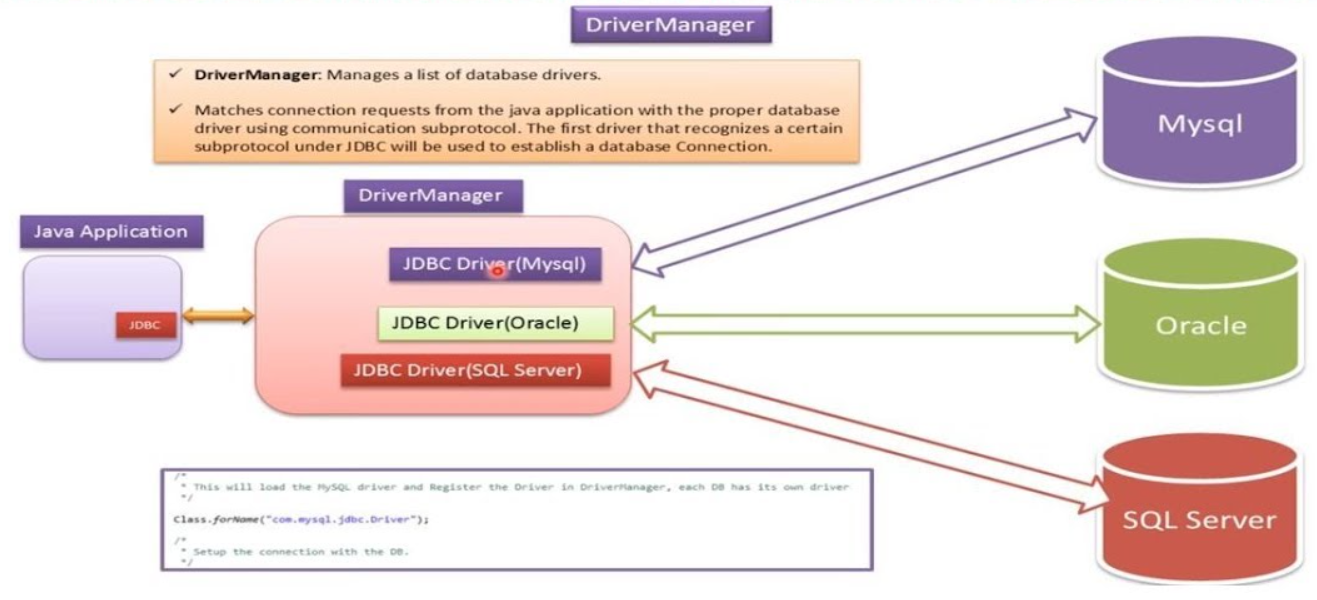 DriverManager
✓ DriverManager: Manages a list of database drivers.
✓ Matches connection requests from the java application with the proper database
driver using communication subprotocol. The first driver that recognizes a certain
subprotocol under JDBC will be used to establish a database Connection.
Mysql
DriverManager
Java Application
JDBC Driver(Mysql)
JDBC
JDBC Driver(Oracle)
Oracle
JDBC Driver(SQL Server)
/*
* This will load the MySQL driver and Register the Driver in DriverManager, each DB has its own driver
*/
Class.forName("com.mysql.jdbc.Driver");
/*
* Setup the connection with the DB.
*/
SQL Server